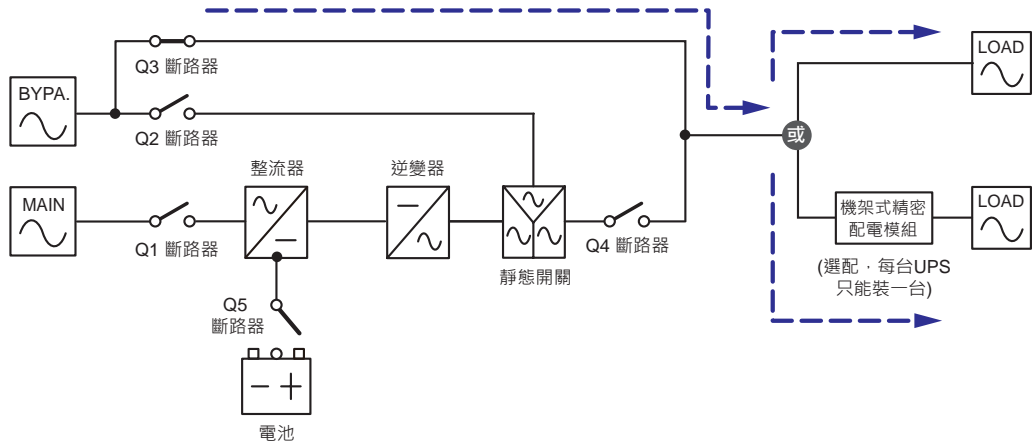 LOAD
Q3 斷路器
BYPA.
Q2 斷路器
或
整流器
逆變器
MAIN
LOAD
機架式精密
配電模組
Q1 斷路器
Q4 斷路器
(選配，每台UPS
只能裝一台)
靜態開關
Q5
斷路器
電池